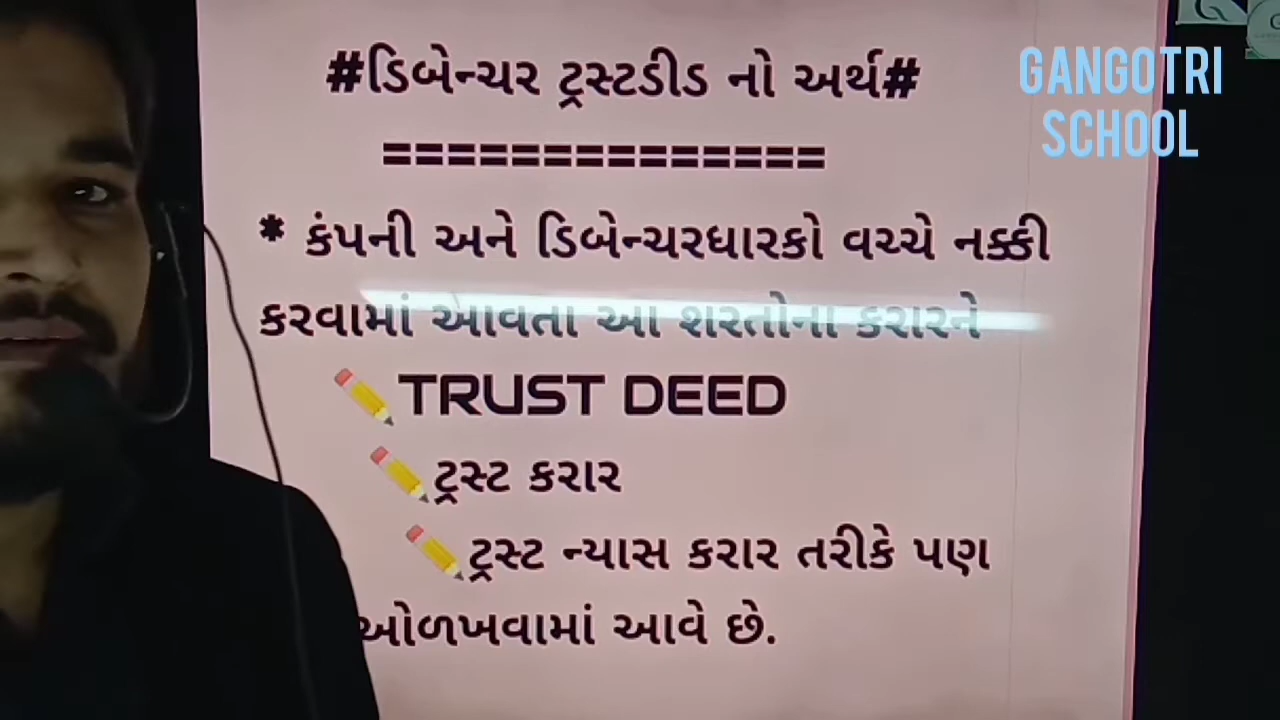 #ડિબેન્ચર ટ્રસ્ટડીડ નો અર્થ#
GANGOTRI
SCHOOL
==============
* કંપની અને ડિબેન્ચરધારકો વચ્ચે નક્કી
કરવામાં આવતા આ શરતોના કરારને
TRUST DEED
ટ્રસ્ટ કરાર
ટ્રસ્ટ ન્યાસ કરાર તરીકે પણ
ઓળખવામાં આવે છે.